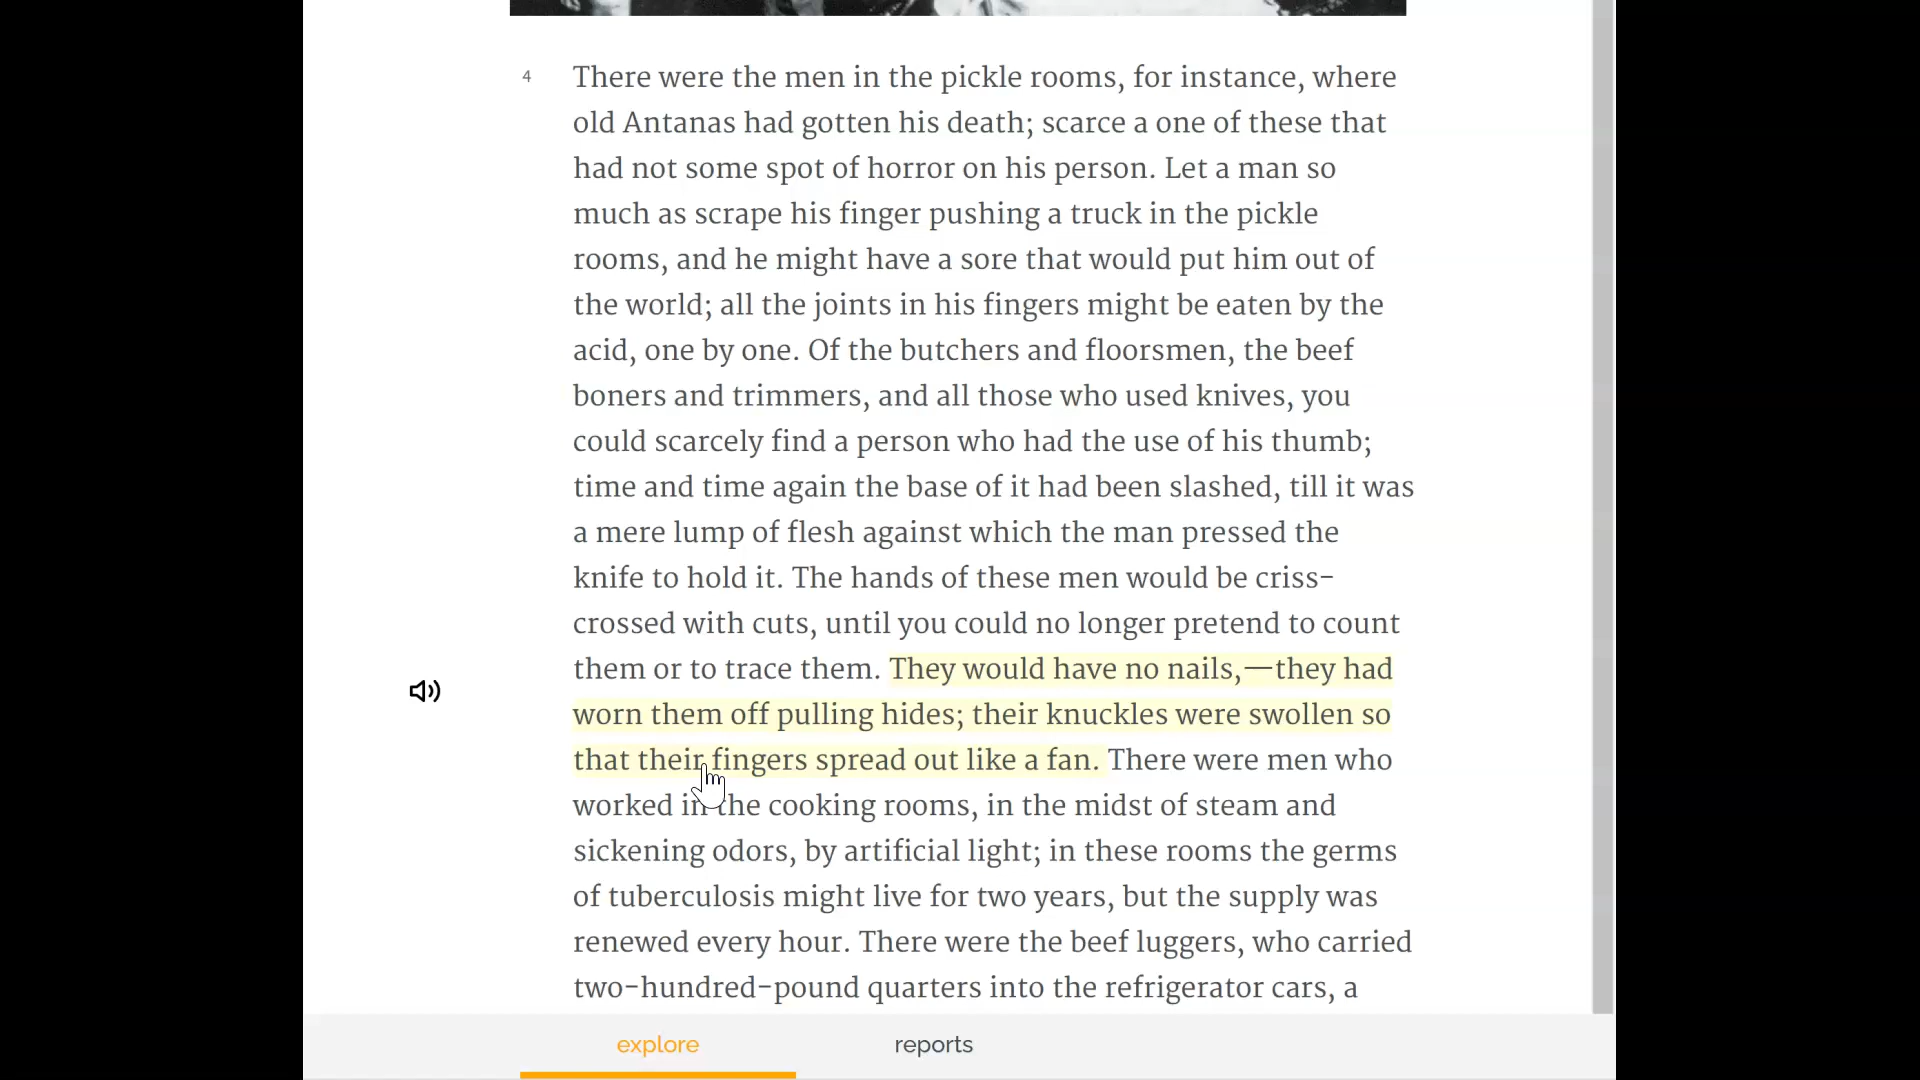 4
There were the men in the pickle rooms, for instance, where
old Antanas had gotten his death; scarce a one of these that
had not some spot of horror on his person. Let a man so
much as scrape his finger pushing a truck in the pickle
rooms, and he might have a sore that would put him out of
the world; all the joints in his fingers might be eaten by the
acid, one by one. Of the butchers and floorsmen, the beef
boners and trimmers, and all those who used knives, you
could scarcely find a person who had the use of his thumb;
time and time again the base of it had been slashed, till it was
a mere lump of flesh against which the man pressed the
knife to hold it. The hands of these men would be criss-
crossed with cuts, until you could no longer pretend to count
them or to trace them. They would have no nails,—they had
worn them off pulling hides; their knuckles were swollen so
that their fingers spread out like a fan. There were men who
worked in the cooking rooms, in the midst of steam and
sickening odors, by artificial light; in these rooms the germs
of tuberculosis might live for two years, but the supply was
renewed every hour. There were the beef luggers, who carried
two-hundred-pound quarters into the refrigerator cars, a
explore
reports